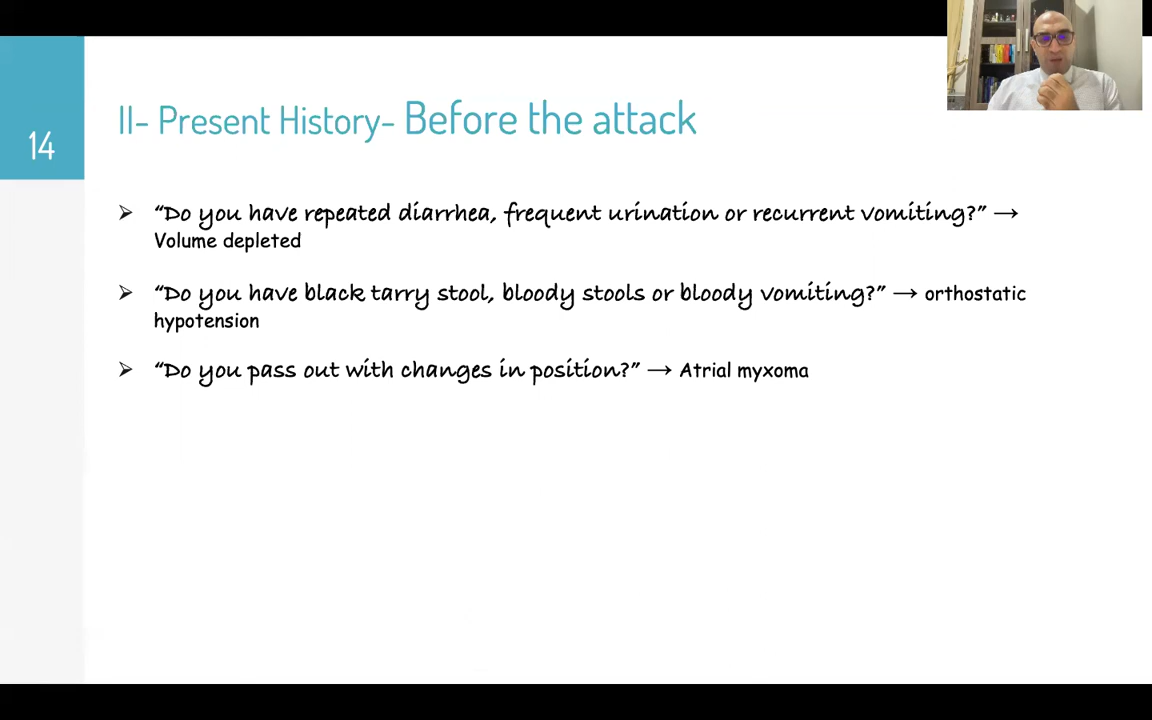 14
II- Present History- Before the attack
➢ “Do you have repeated diarrhea, frequent urination or recurrent vomiting?” →
Volume depleted
➢ “Do you have black tarry stool, bloody stools or bloody vomiting?” → orthostatic
hypotension
➢ “Do you pass out with changes in position?” → Atrial myxoma